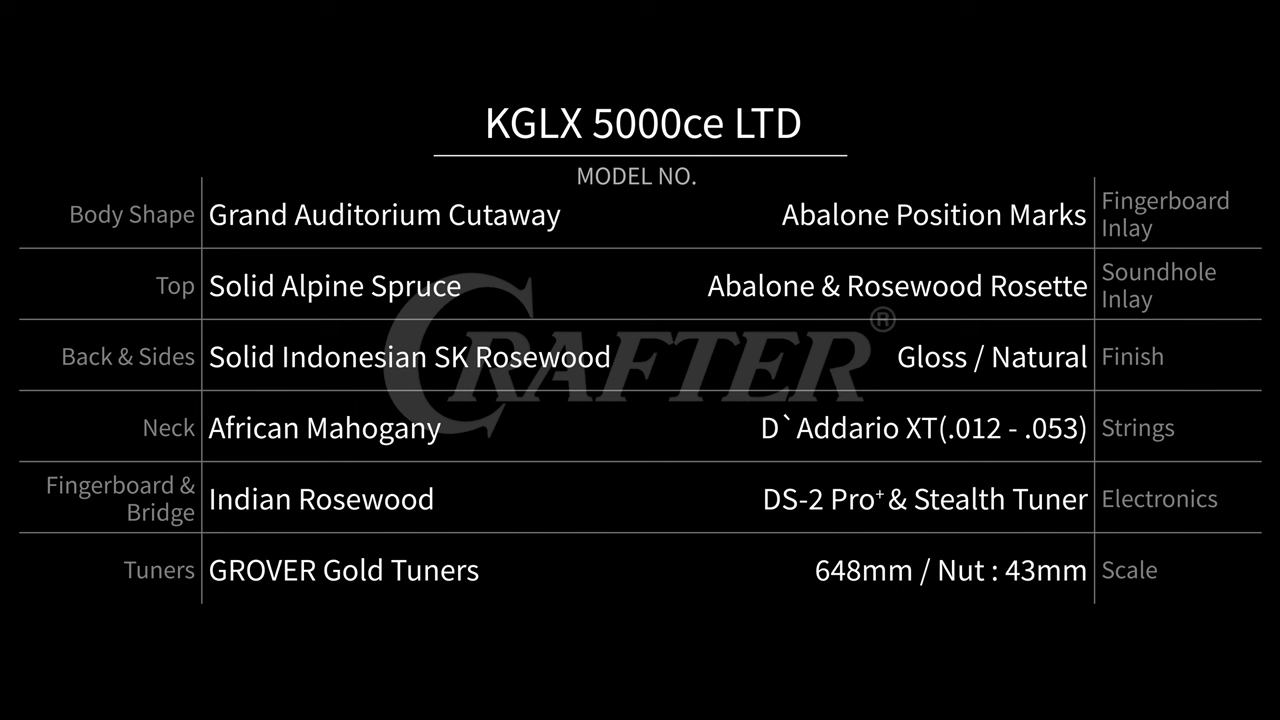 KGLX 5000ce LTD
MODEL NO.
Body Shape Grand Auditorium Cutaway Abalone Position Marks Fingerboard Inlay
Top Solid Alpine Spruce Abalone & Rosewood Rosette Soundhole Inlay
Back & Sides Solid Indonesian SK Rosewood Gloss / Natural Finish
Neck African Mahogany D`Addario XT(.012 - .053) Strings
Fingerboard & Bridge Indian Rosewood DS-2 Pro⁺ & Stealth Tuner Electronics
Tuners GROVER Gold Tuners 648mm / Nut : 43mm Scale
CRAFTER®